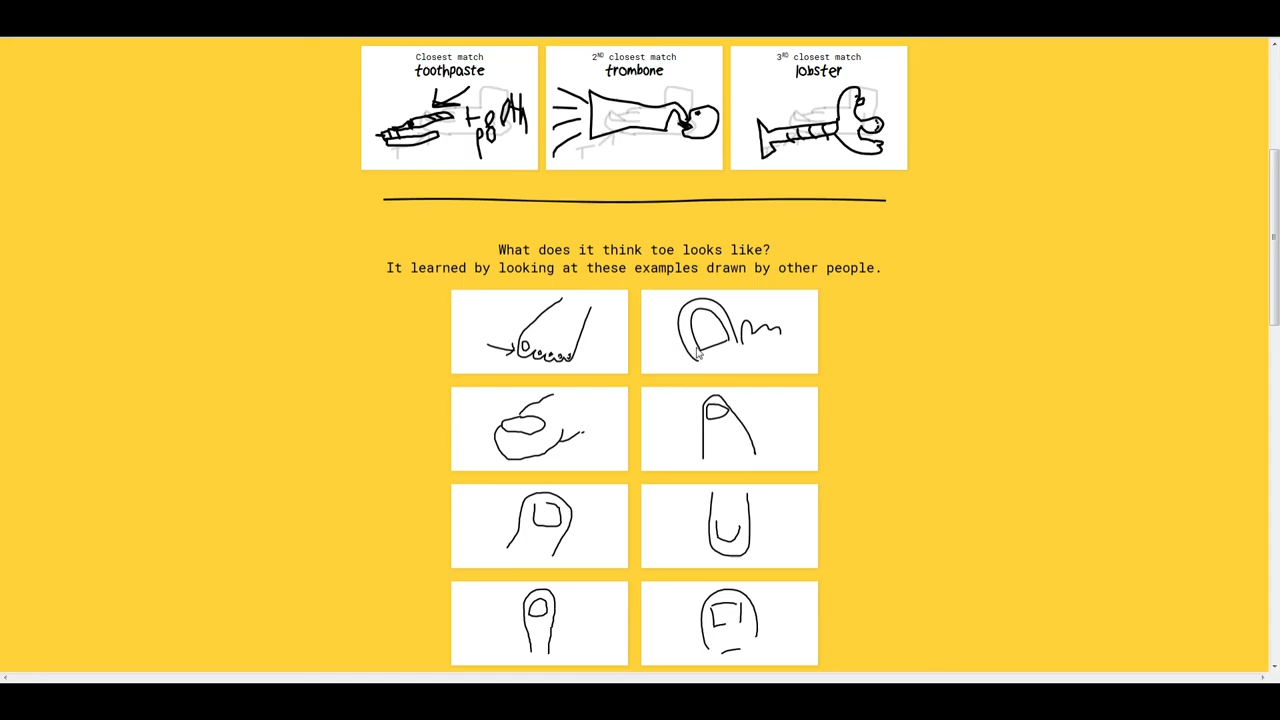 Closest match
toothpaste
2ND closest match
trombone
3RD closest match
lobster
What does it think toe looks like?
It learned by looking at these examples drawn by other people.